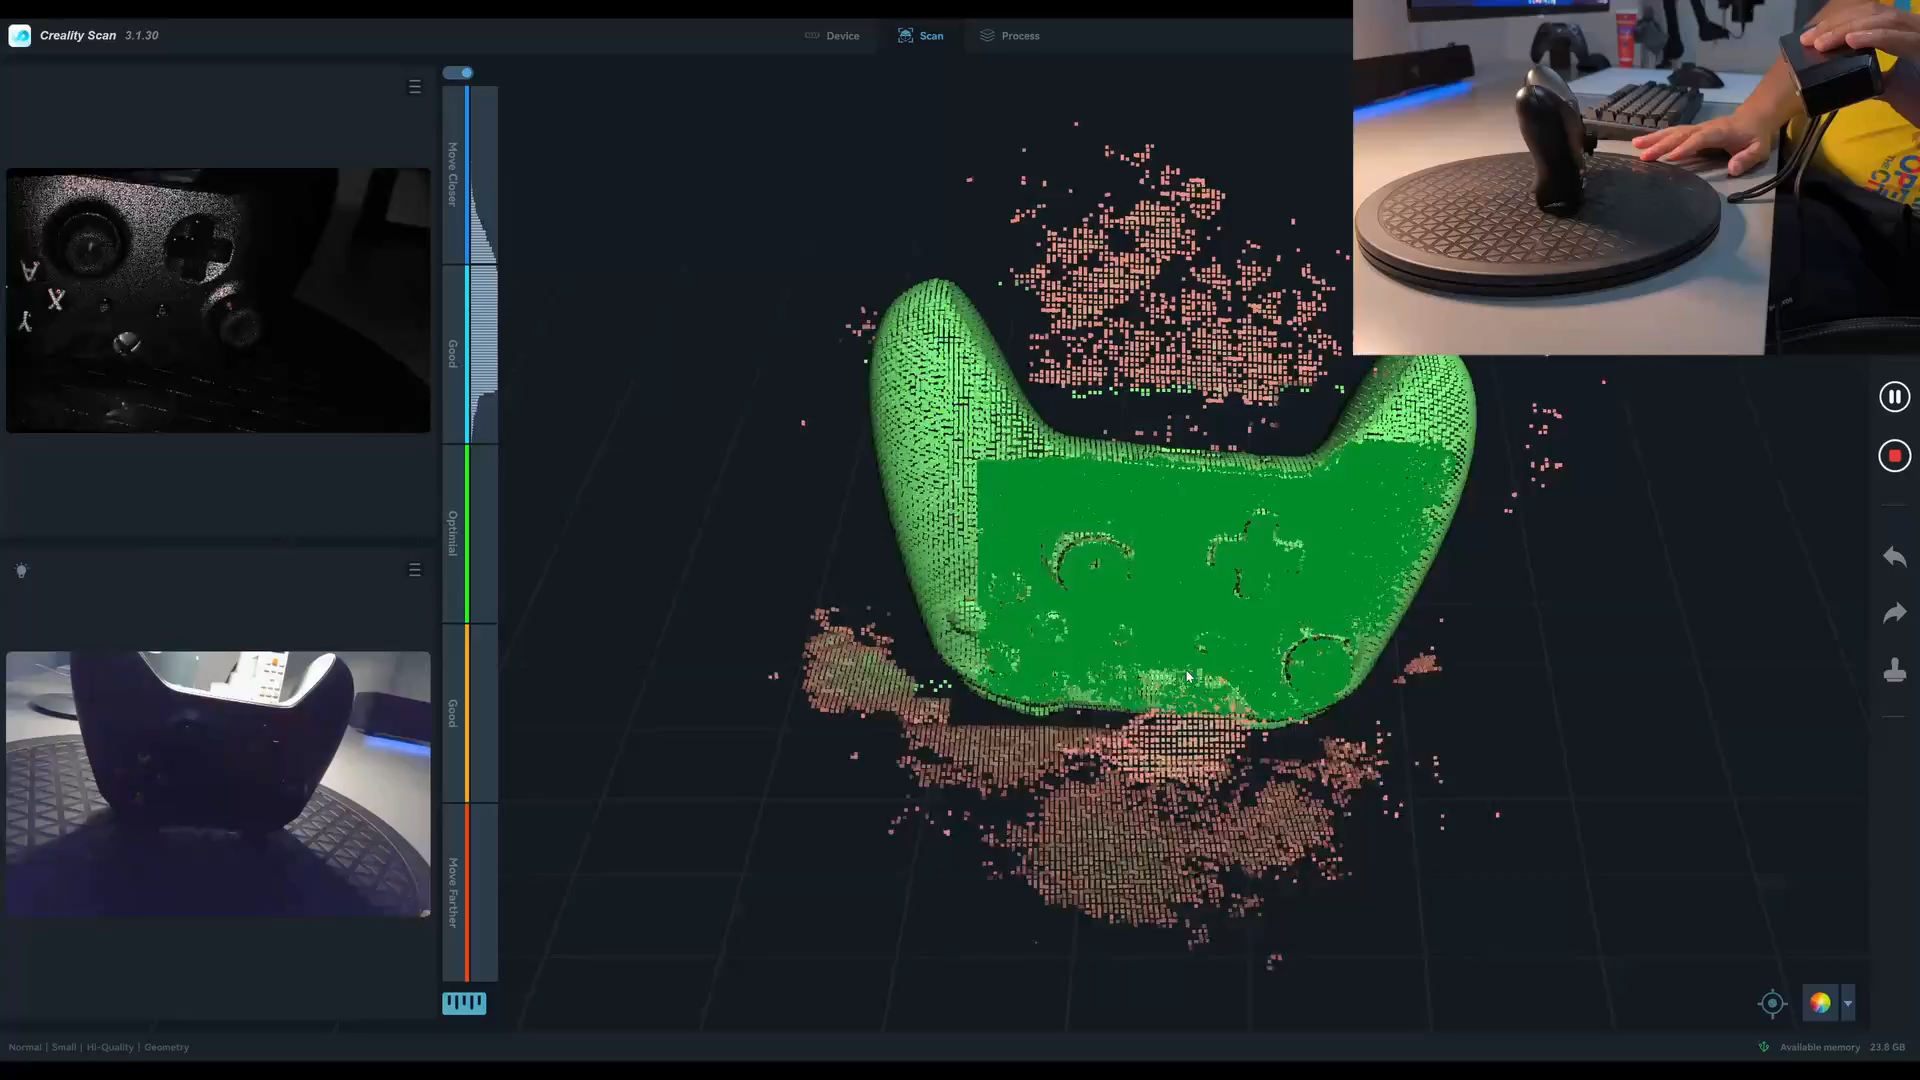 Creality Scan 3.1.30
Device
Scan
Process
Move Closer
Good
Optimial
Good
Move Farther
A
X
Y
Normal | Small | Hi-Quality | Geometry
Available memory 23.8 GB